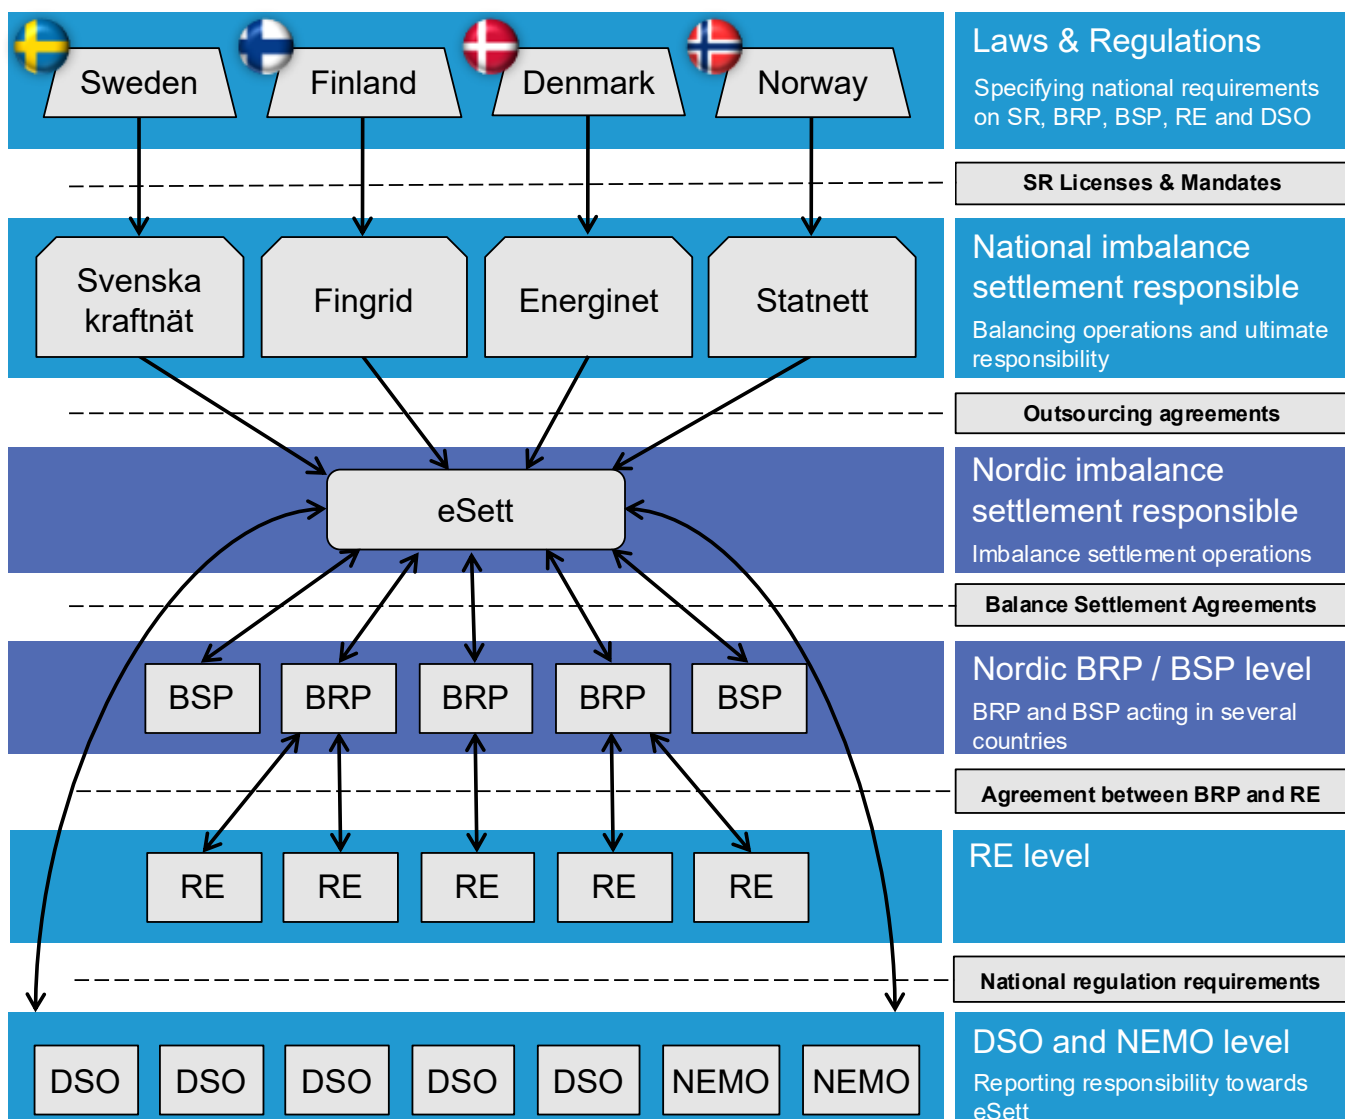 Sweden
Finland
Denmark
Norway
Laws & Regulations
Specifying national requirements
on SR, BRP, BSP, RE and DSO
SR Licenses & Mandates
Svenska
kraftnät
Fingrid
Energinet
Statnett
National imbalance
settlement responsible
Balancing operations and ultimate
responsibility
Outsourcing agreements
eSett
Nordic imbalance
settlement responsible
Imbalance settlement operations
Balance Settlement Agreements
BSP
BRP
BRP
BRP
BSP
Nordic BRP / BSP level
BRP and BSP acting in several
countries
Agreement between BRP and RE
RE
RE
RE
RE
RE
RE level
National regulation requirements
DSO
DSO
DSO
DSO
DSO
NEMO
NEMO
DSO and NEMO level
Reporting responsibility towards
eSett